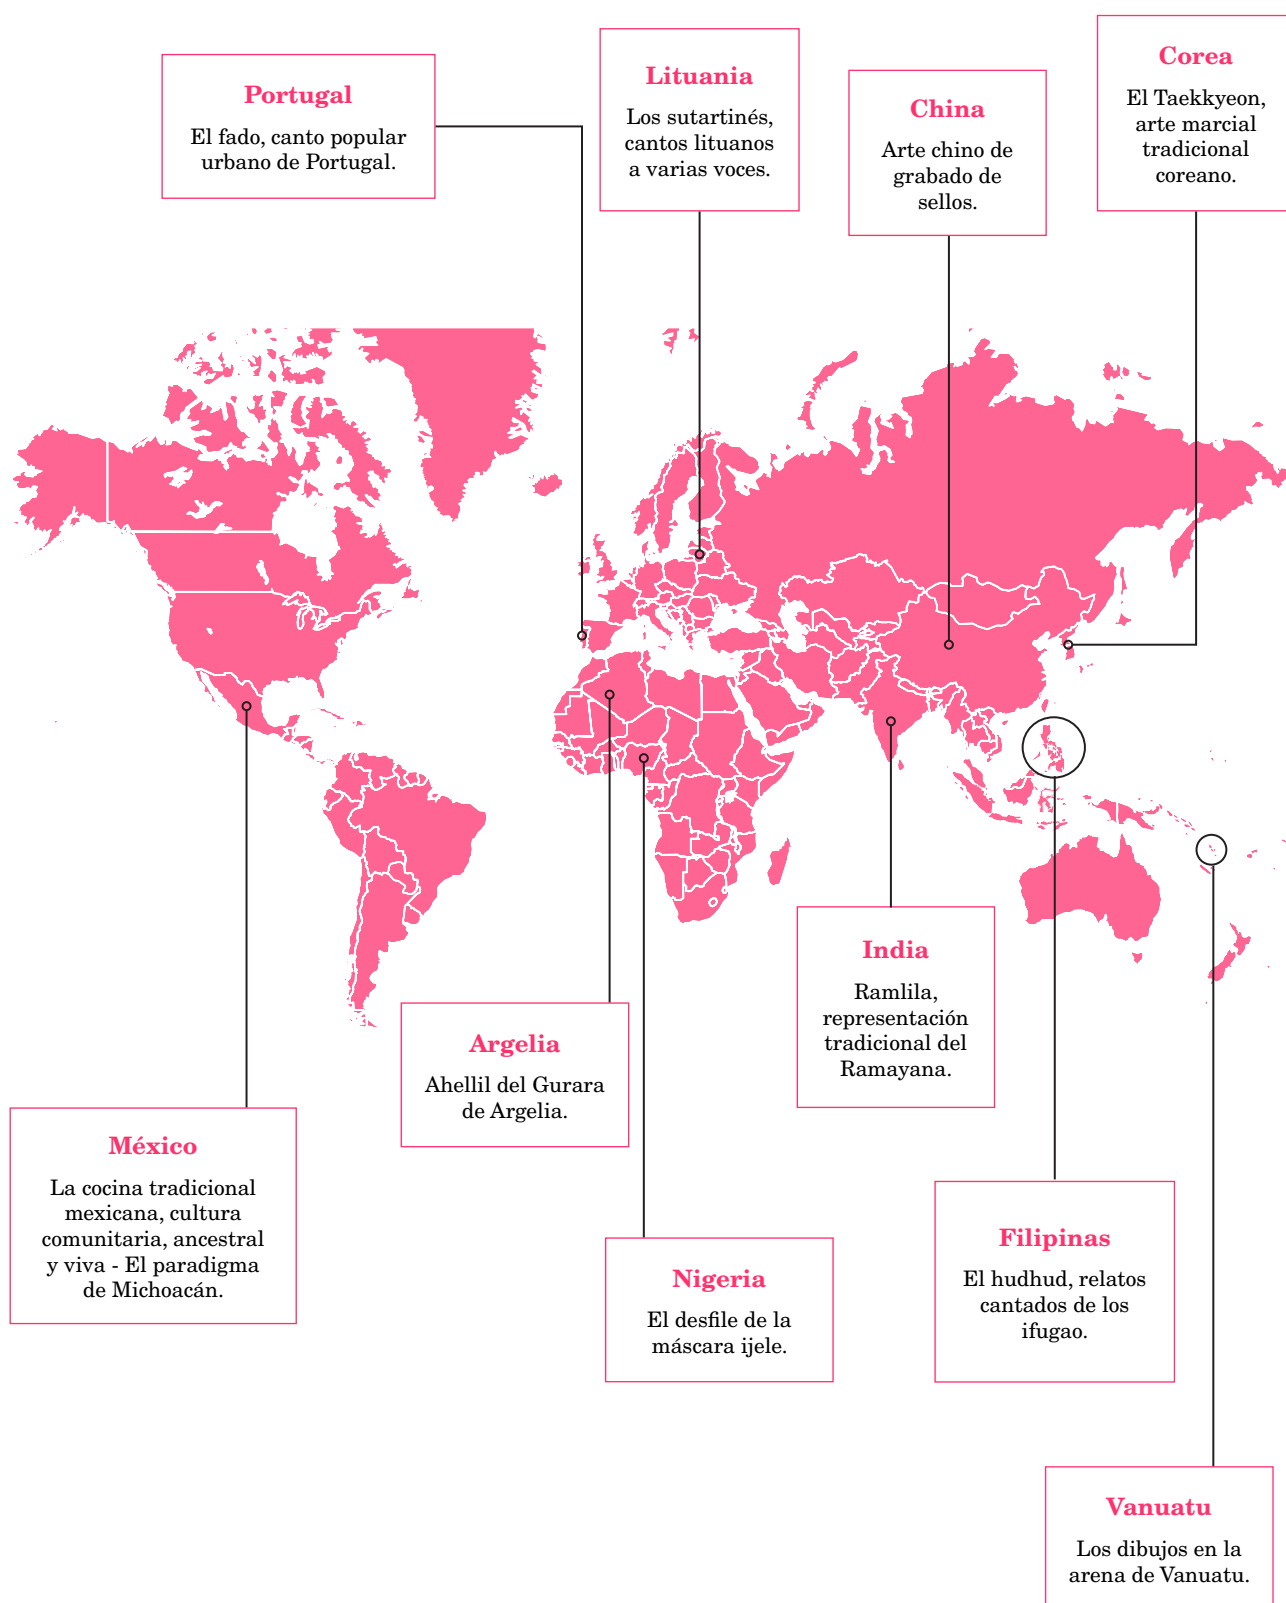 Portugal
El fado, canto popular
urbano de Portugal.
Lituania
Los sutartinés,
cantos lituanos
a varias voces.
China
Arte chino de
grabado de
sellos.
Corea
El Taekkyeon,
arte marcial
tradicional
coreano.
India
Ramlila,
representación
tradicional del
Ramayana.
Argelia
Ahellil del Gurara
de Argelia.
México
La cocina tradicional
mexicana, cultura
comunitaria, ancestral
y viva - El paradigma
de Michoacán.
Nigeria
El desfile de la
máscara ijele.
Filipinas
El hudhud, relatos
cantados de los
ifugao.
Vanuatu
Los dibujos en la
arena de Vanuatu.